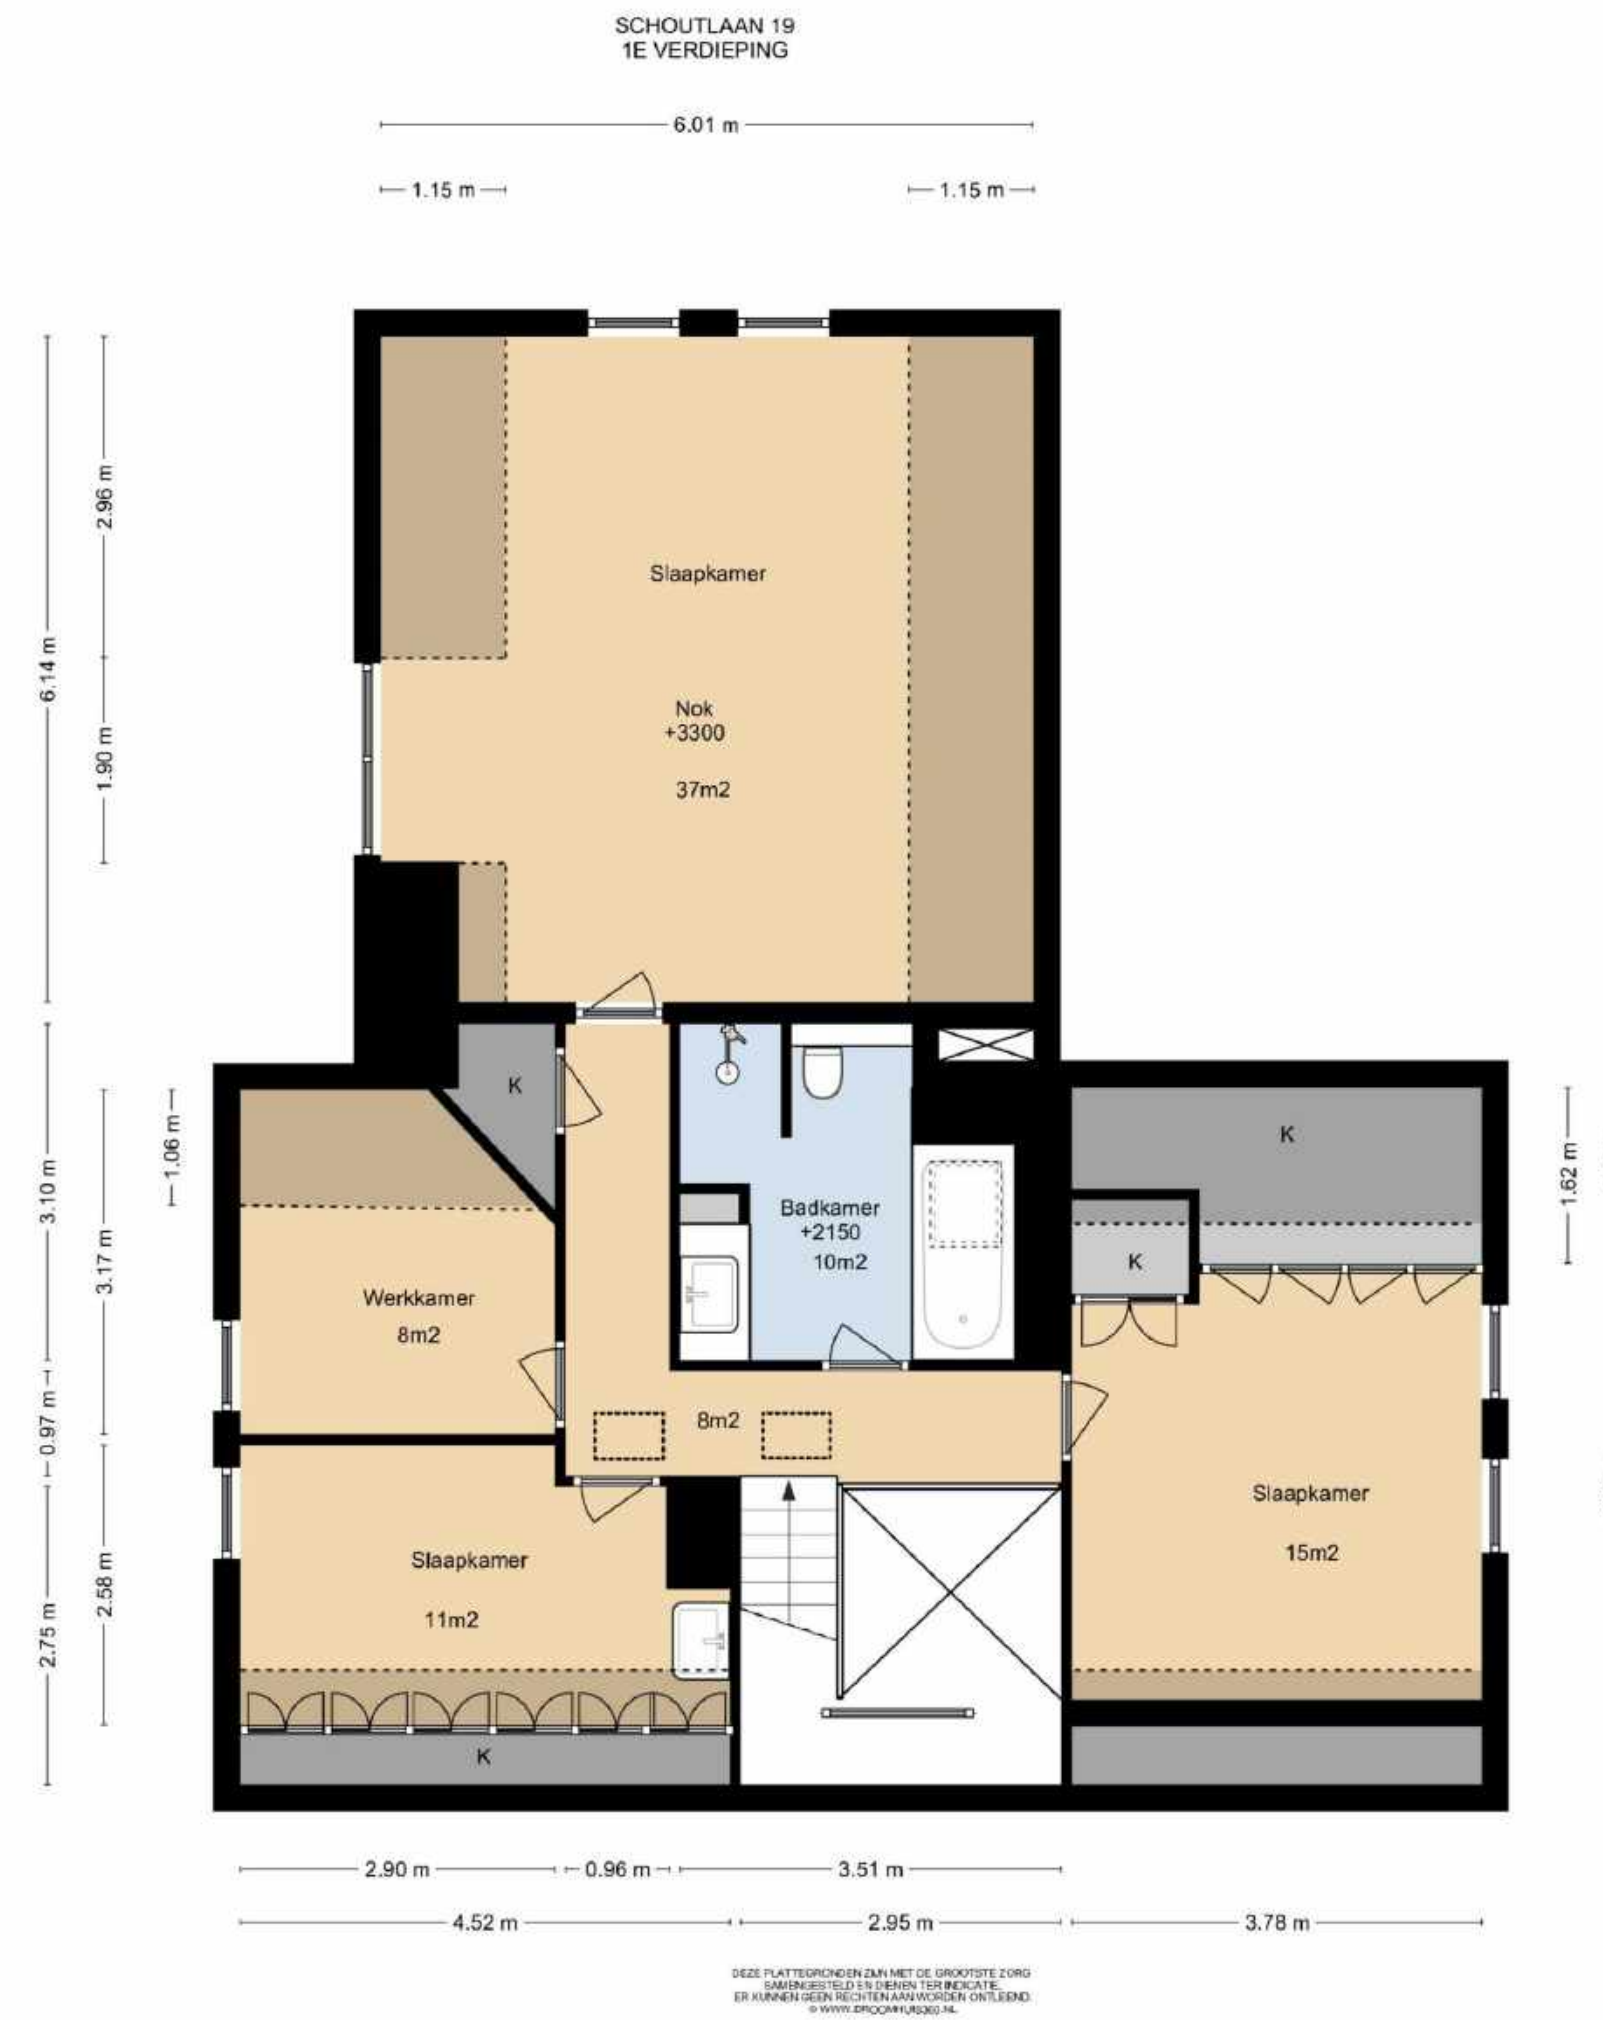 SCHOUTLAAN 19
1E VERDIEPING
6.01 m
1.15 m
1.15 m
2.96 m
6.14 m
1.90 m
Slaapkamer
Nok
+3300
37m2
K
K
1.06 m
3.10 m
3.17 m
1.62 m
Badkamer
+2150
10m2
K
Werkkamer
8m2
0.97 m
8m2
Slaapkamer
15m2
Slaapkamer
11m2
2.58 m
2.75 m
K
2.90 m
0.96 m
3.51 m
4.52 m
2.95 m
3.78 m
DEZE PLATTEGRONDEN ZIJN MET DE GROOTSTE ZORG
SAMENGESTELD EN DIENEN TER INDICATIE.
ER KUNNEN GEEN RECHTEN AAN WORDEN ONTLEEND.
© WWW.DROOMHUIS360.NL